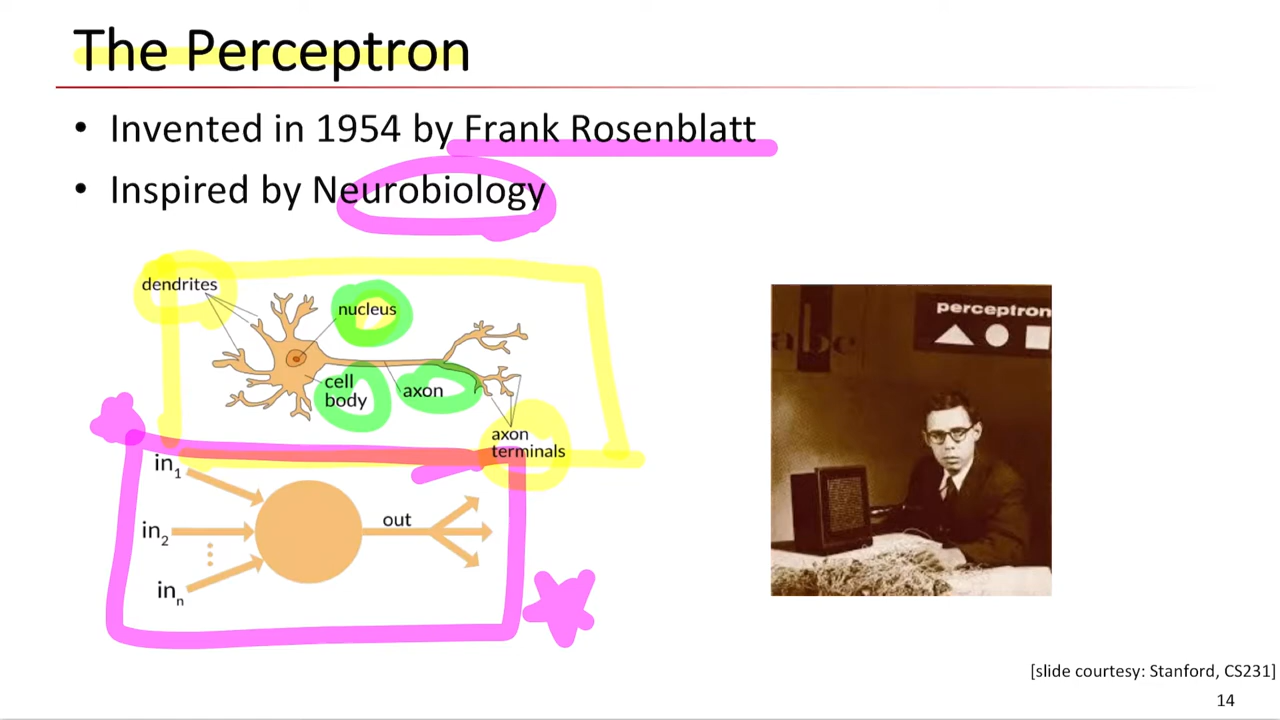 The Perceptron
• Invented in 1954 by Frank Rosenblatt
• Inspired by Neurobiology
dendrites
nucleus
cell
body
axon
axon
terminals
in1
in2
inn
out
abc
perceptron
[slide courtesy: Stanford, CS231]
14